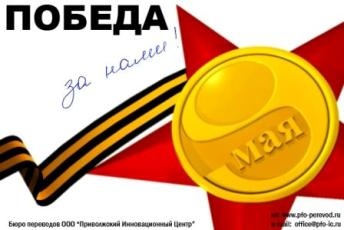 ПОБЕДА
за нами!
9 мая
www.pfo-perevod.ru
e-mail: office@pfo-ic.ru
Бюро переводов ООО "Приволжский Инновационный Центр"